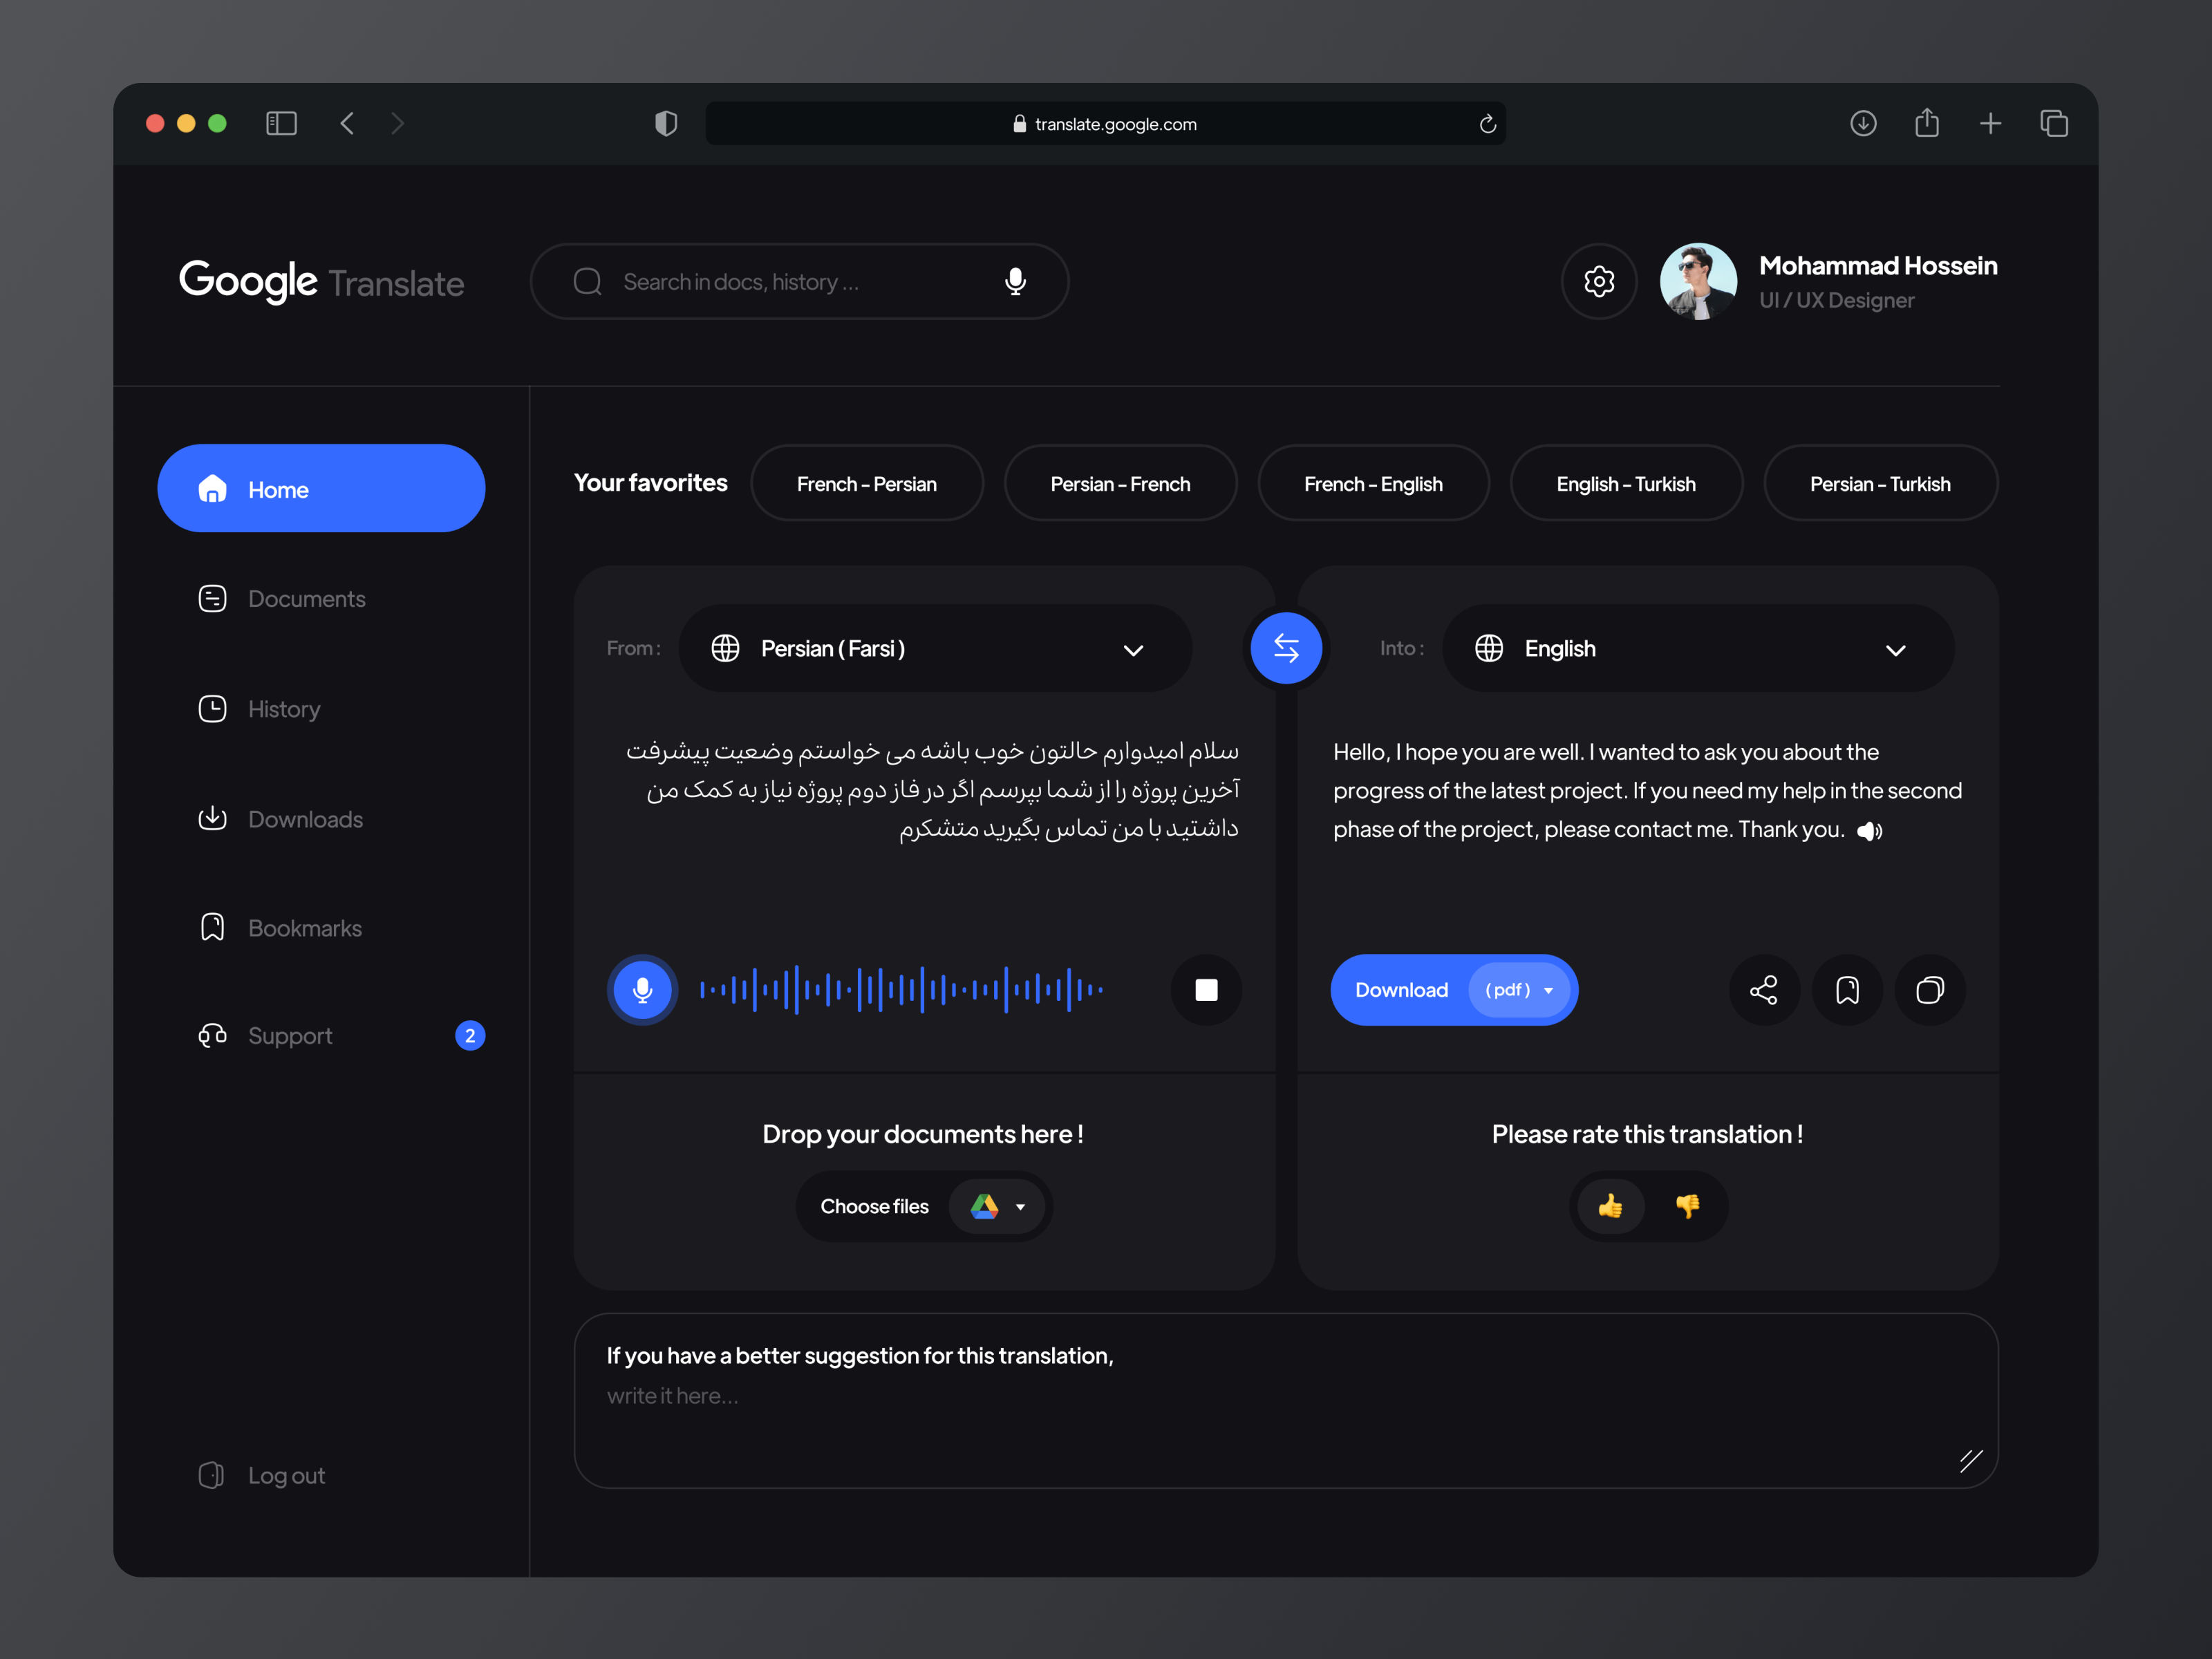 translate.google.com
Google Translate
Search in docs, history ...
Mohammad Hossein
UI / UX Designer
Home
Documents
History
Downloads
Bookmarks
Support
2
Log out
Your favorites
French - Persian
Persian - French
French - English
English - Turkish
Persian - Turkish
From :
Persian ( Farsi )
سلام امیدوارم حالتون خوب باشه می خواستم وضعیت پیشرفت
آخرین پروژه را از شما بپرسم اگر در فاز دوم پروژه نیاز به کمک من
داشتید با من تماس بگیرید متشکرم
Into :
English
Hello, I hope you are well. I wanted to ask you about the
progress of the latest project. If you need my help in the second
phase of the project, please contact me. Thank you.
Download
( pdf )
Drop your documents here !
Choose files
Please rate this translation !
If you have a better suggestion for this translation,
write it here...